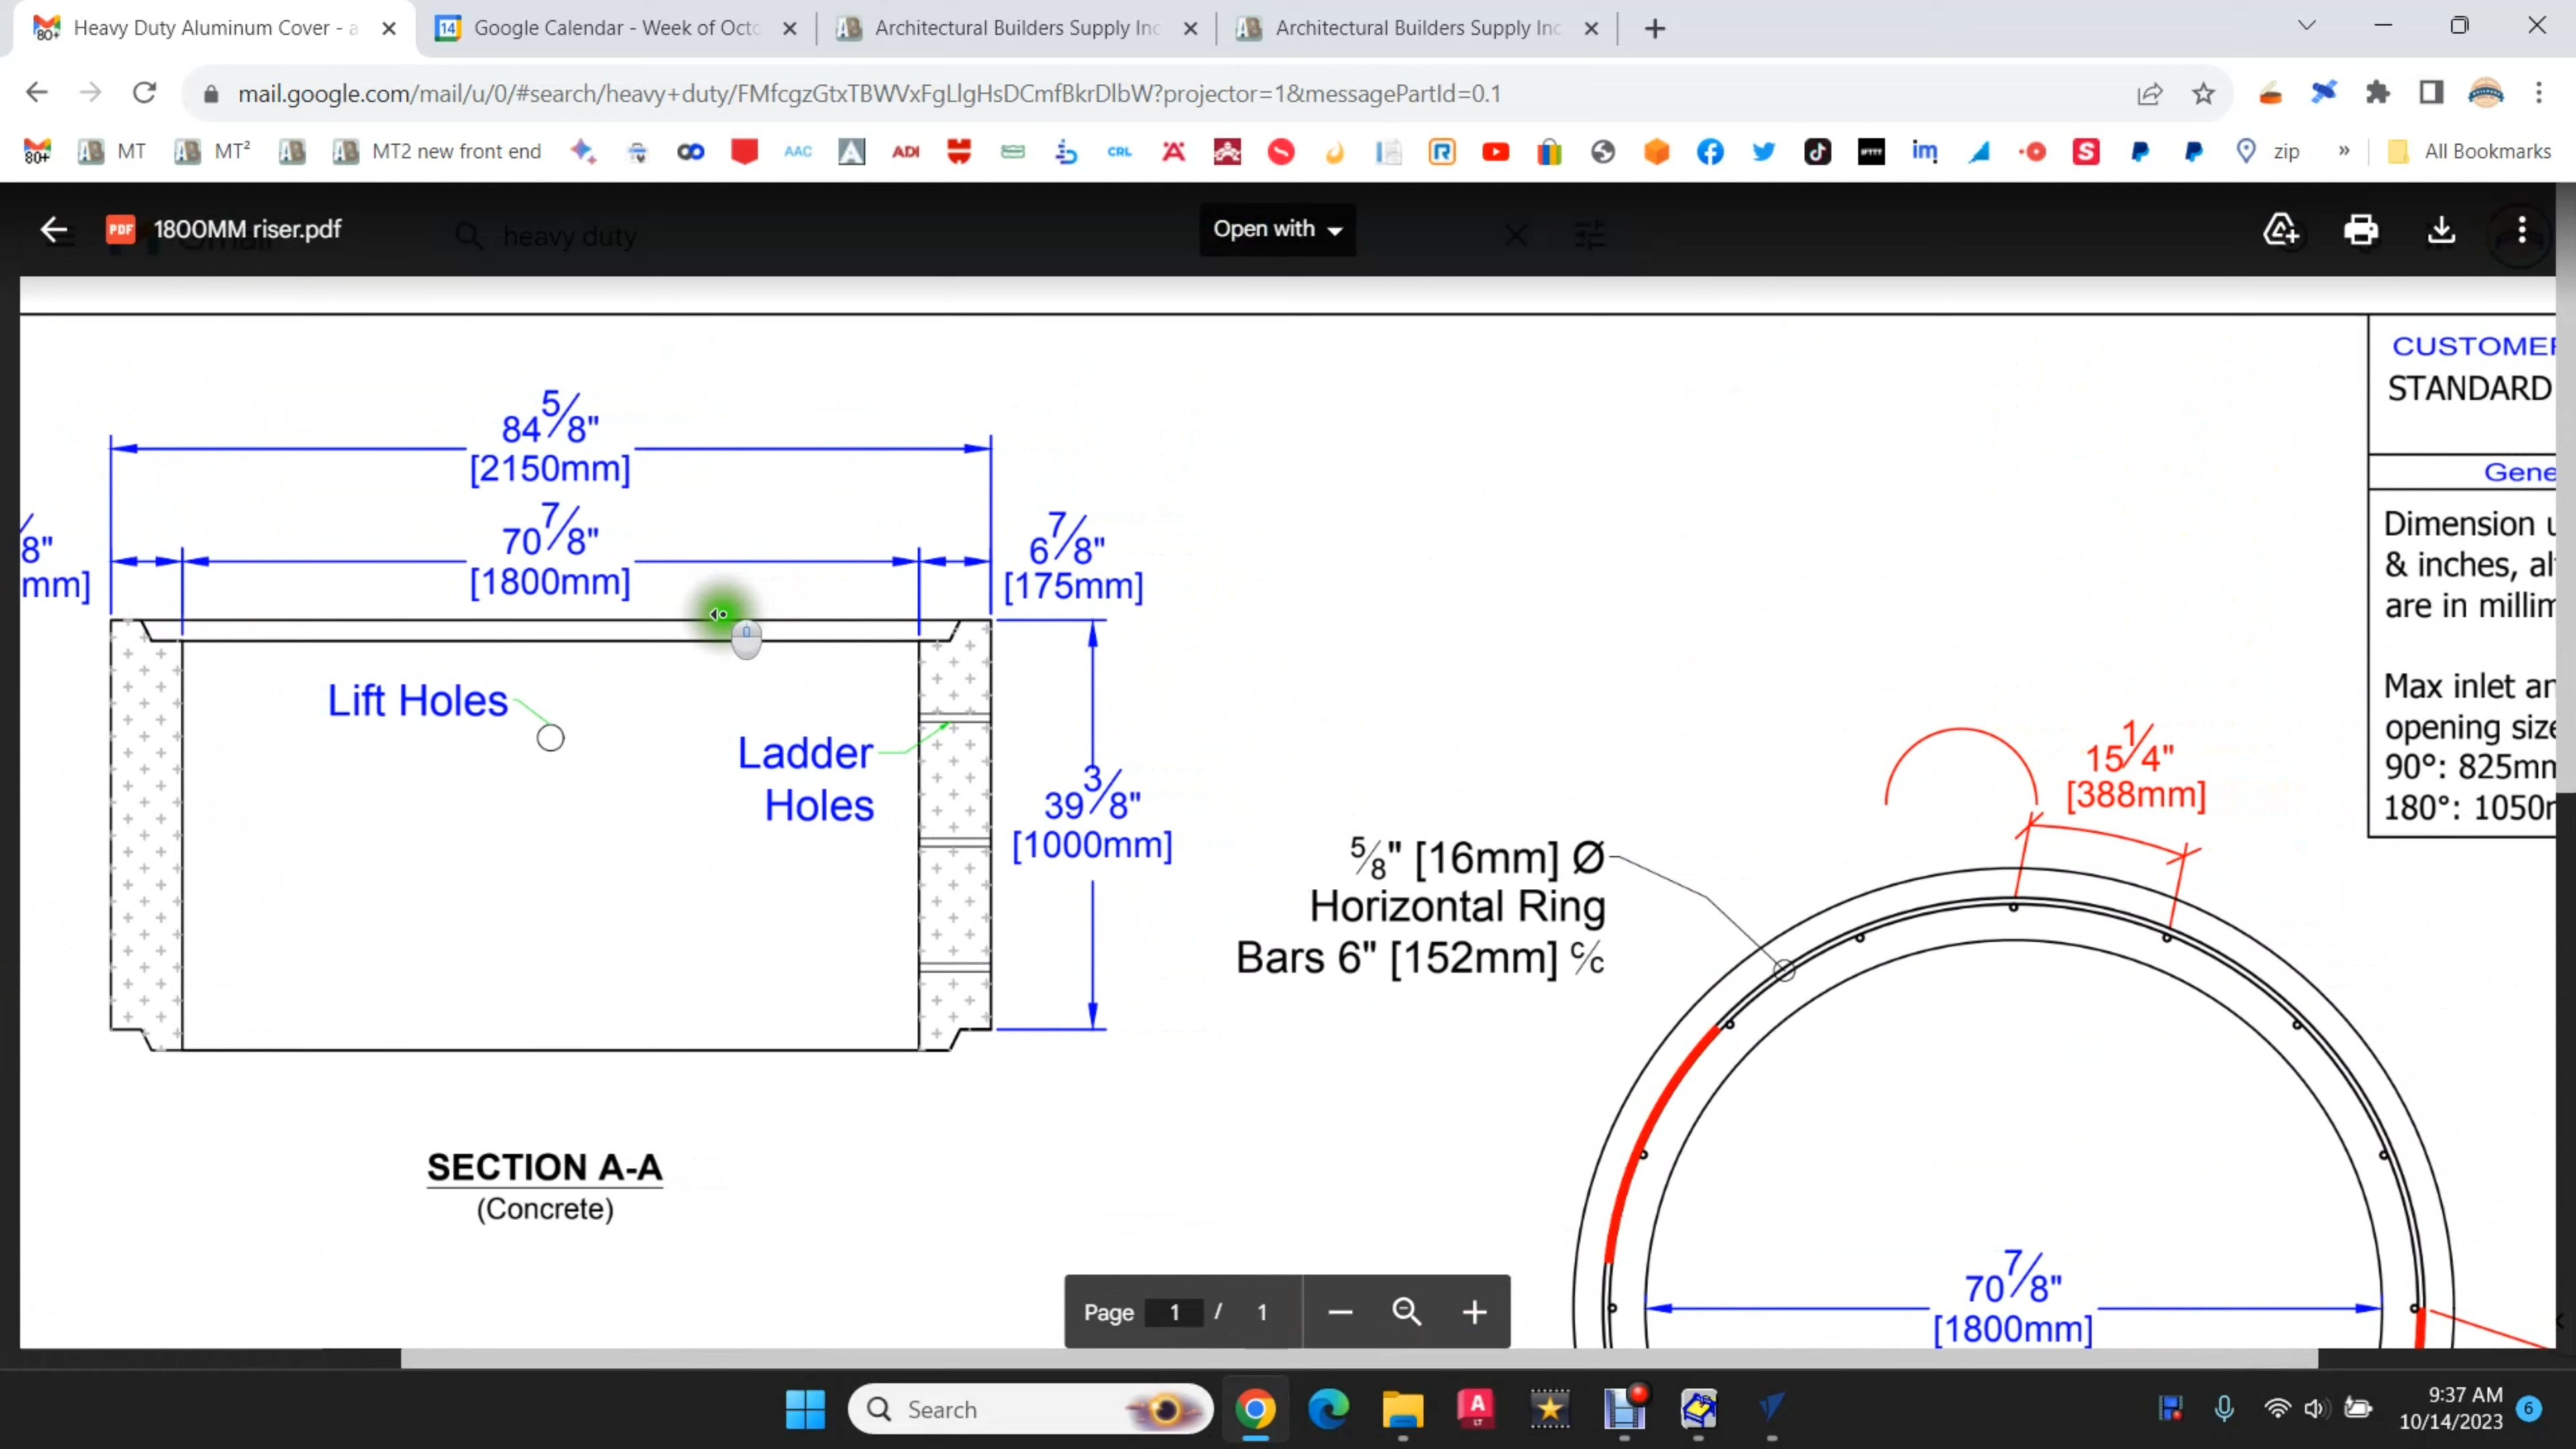 Heavy Duty Aluminum Cover - a
Google Calendar - Week of Octo
Architectural Builders Supply Inc
Architectural Builders Supply Inc
mail.google.com/mail/u/0/#search/heavy+duty/FMfcgzGtxTBWVxFgLlgHsDCmfBkrDlbW?projector=1&messagePartId=0.1
80+ MT MT² MT2 new front end AAC ADI CRL IFTTT im zip » All Bookmarks
PDF 1800MM riser.pdf
heavy duty
Open with
CUSTOMER
STANDARD
84 5/8"
[2150mm]
Gene
70 7/8"
[1800mm]
6 7/8"
[175mm]
/8"
mm]
Dimension u
& inches, al
are in millim
Max inlet an
opening size
90°: 825mm
180°: 1050m
Lift Holes
Ladder
Holes
39 3/8"
[1000mm]
15 1/4"
[388mm]
5/8" [16mm] Ø
Horizontal Ring
Bars 6" [152mm] c/c
SECTION A-A
(Concrete)
70 7/8"
[1800mm]
Page 1 / 1
Search
9:37 AM
10/14/2023
6